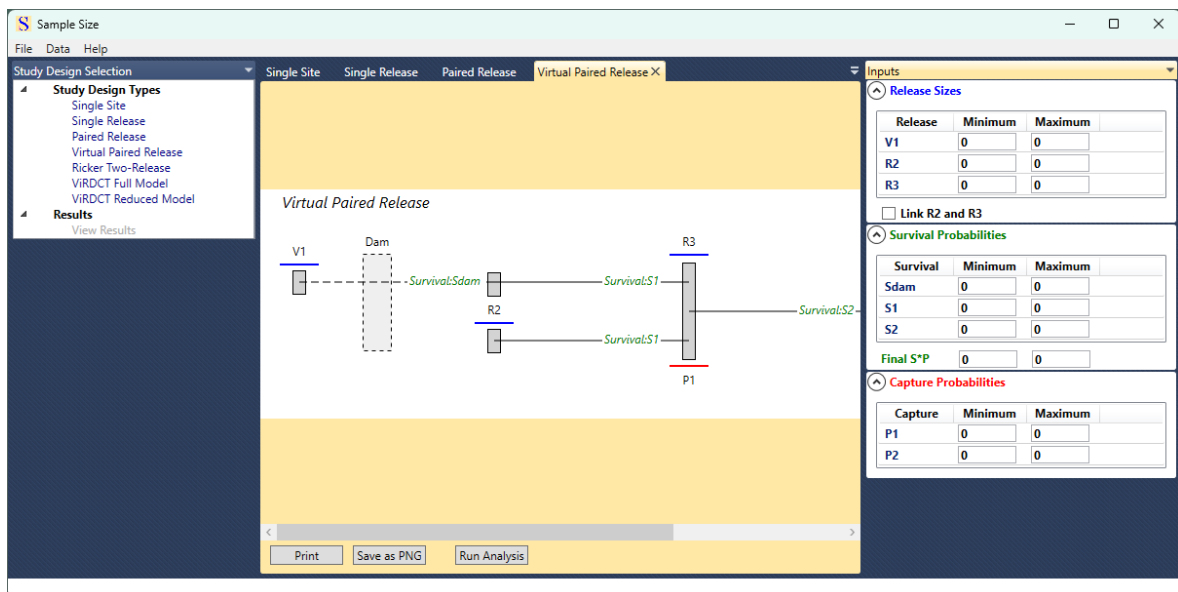 S Sample Size
File Data Help
Study Design Selection
Study Design Types
Single Site
Single Release
Paired Release
Virtual Paired Release
Ricker Two-Release
ViRDCT Full Model
ViRDCT Reduced Model
Results
View Results
Single Site Single Release Paired Release Virtual Paired Release
Virtual Paired Release
V1 Dam R3
Survival:Sdam Survival:S1
R2 Survival:S2
Survival:S1
P1
Print Save as PNG Run Analysis
Inputs
Release Sizes
Release Minimum Maximum
V1 0 0
R2 0 0
R3 0 0
Link R2 and R3
Survival Probabilities
Survival Minimum Maximum
Sdam 0 0
S1 0 0
S2 0 0
Final S*P 0 0
Capture Probabilities
Capture Minimum Maximum
P1 0 0
P2 0 0